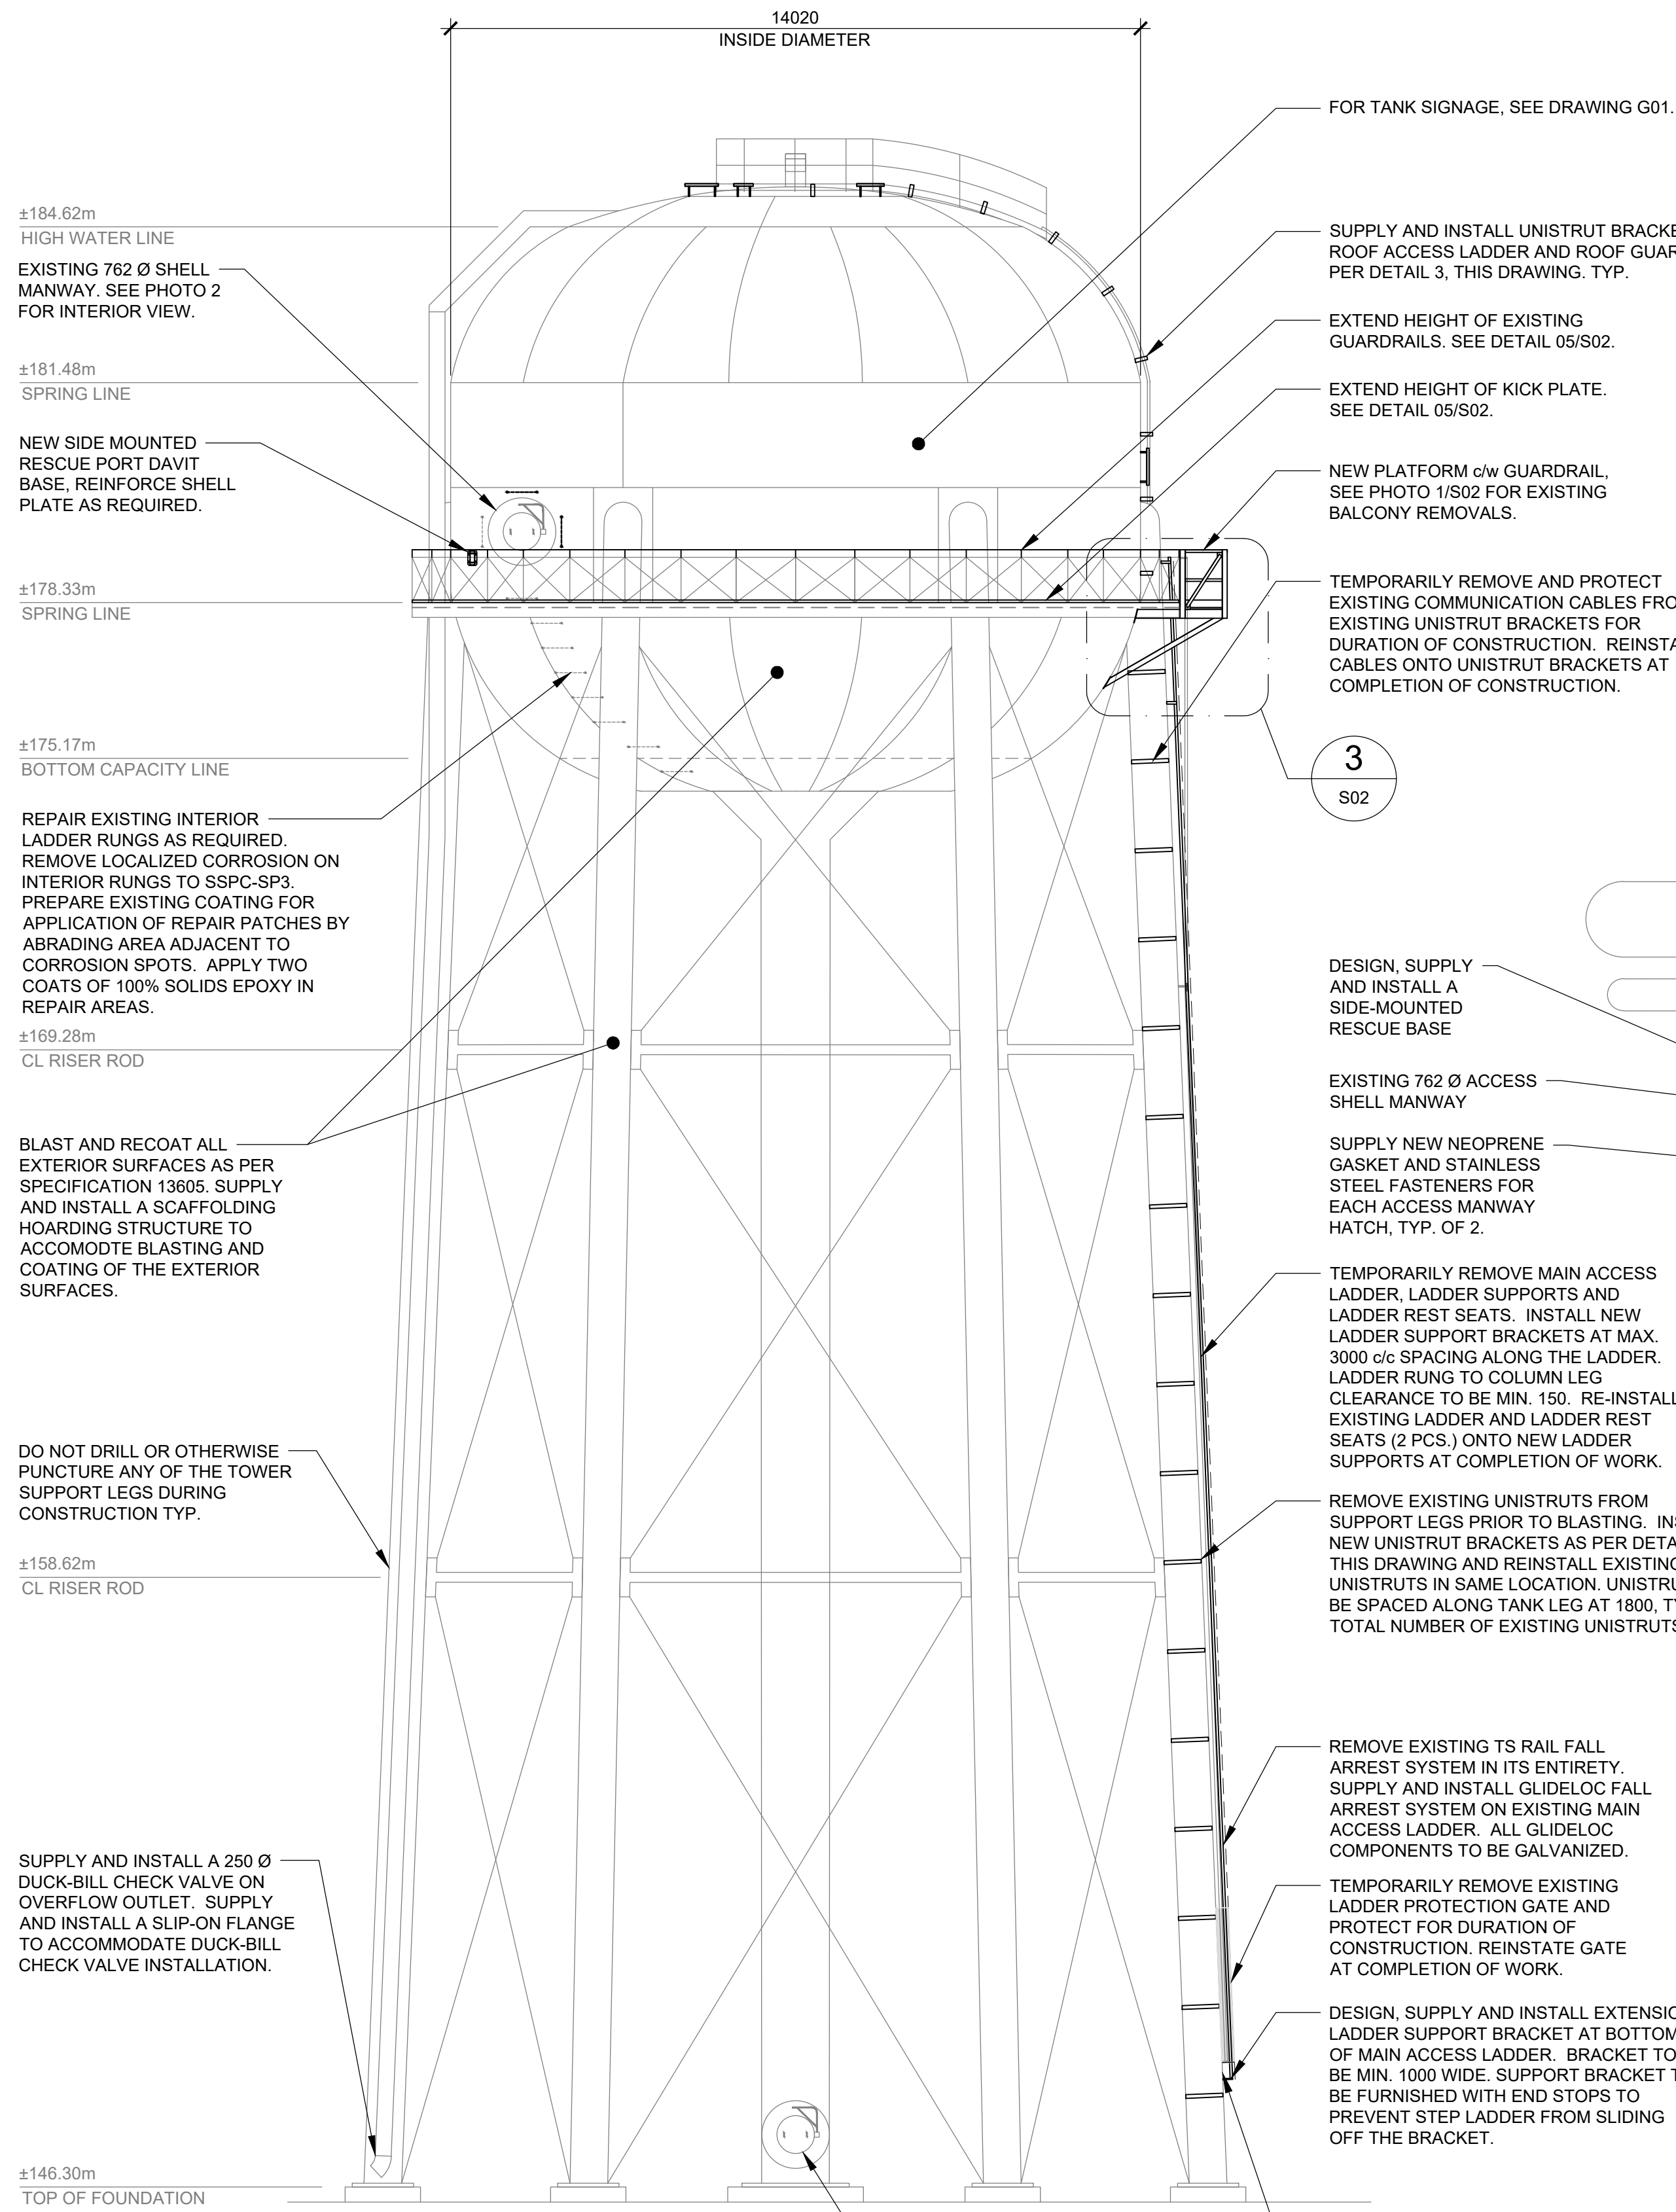 14020
INSIDE DIAMETER
±184.62m
HIGH WATER LINE
EXISTING 762 Ø SHELL
MANWAY. SEE PHOTO 2
FOR INTERIOR VIEW.
±181.48m
SPRING LINE
NEW SIDE MOUNTED
RESCUE PORT DAVIT
BASE, REINFORCE SHELL
PLATE AS REQUIRED.
±178.33m
SPRING LINE
±175.17m
BOTTOM CAPACITY LINE
REPAIR EXISTING INTERIOR
LADDER RUNGS AS REQUIRED.
REMOVE LOCALIZED CORROSION ON
INTERIOR RUNGS TO SSPC-SP3.
PREPARE EXISTING COATING FOR
APPLICATION OF REPAIR PATCHES BY
ABRADING AREA ADJACENT TO
CORROSION SPOTS. APPLY TWO
COATS OF 100% SOLIDS EPOXY IN
REPAIR AREAS.
±169.28m
CL RISER ROD
BLAST AND RECOAT ALL
EXTERIOR SURFACES AS PER
SPECIFICATION 13605. SUPPLY
AND INSTALL A SCAFFOLDING
HOARDING STRUCTURE TO
ACCOMODTE BLASTING AND
COATING OF THE EXTERIOR
SURFACES.
DO NOT DRILL OR OTHERWISE
PUNCTURE ANY OF THE TOWER
SUPPORT LEGS DURING
CONSTRUCTION TYP.
±158.62m
CL RISER ROD
SUPPLY AND INSTALL A 250 Ø
DUCK-BILL CHECK VALVE ON
OVERFLOW OUTLET. SUPPLY
AND INSTALL A SLIP-ON FLANGE
TO ACCOMMODATE DUCK-BILL
CHECK VALVE INSTALLATION.
±146.30m
TOP OF FOUNDATION
FOR TANK SIGNAGE, SEE DRAWING G01.
SUPPLY AND INSTALL UNISTRUT
ROOF ACCESS LADDER AND ROOF
PER DETAIL 3, THIS DRAWING. TYP.
EXTEND HEIGHT OF EXISTING
GUARDRAILS. SEE DETAIL 05/S02.
EXTEND HEIGHT OF KICK PLATE.
SEE DETAIL 05/S02.
NEW PLATFORM c/w GUARDRAIL,
SEE PHOTO 1/S02 FOR EXISTING
BALCONY REMOVALS.
TEMPORARILY REMOVE AND PROTECT
EXISTING COMMUNICATION CABLES
EXISTING UNISTRUT BRACKETS FOR
DURATION OF CONSTRUCTION.
CABLES ONTO UNISTRUT BRACKETS AT
COMPLETION OF CONSTRUCTION.
3
S02
DESIGN, SUPPLY
AND INSTALL A
SIDE-MOUNTED
RESCUE BASE
EXISTING 762 Ø ACCESS
SHELL MANWAY
SUPPLY NEW NEOPRENE
GASKET AND STAINLESS
STEEL FASTENERS FOR
EACH ACCESS MANWAY
HATCH, TYP. OF 2.
TEMPORARILY REMOVE MAIN ACCESS
LADDER, LADDER SUPPORTS AND
LADDER REST SEATS. INSTALL NEW
LADDER SUPPORT BRACKETS AT MAX.
3000 c/c SPACING ALONG THE LADDER.
LADDER RUNG TO COLUMN LEG
CLEARANCE TO BE MIN. 150. RE-INSTALL
EXISTING LADDER AND LADDER REST
SEATS (2 PCS.) ONTO NEW LADDER
SUPPORTS AT COMPLETION OF WORK.
REMOVE EXISTING UNISTRUTS FROM
SUPPORT LEGS PRIOR TO BLASTING.
NEW UNISTRUT BRACKETS AS PER
THIS DRAWING AND REINSTALL EXISTING
UNISTRUTS IN SAME LOCATION.
BE SPACED ALONG TANK LEG AT 1800,
TOTAL NUMBER OF EXISTING
REMOVE EXISTING TS RAIL FALL
ARREST SYSTEM IN ITS ENTIRETY.
SUPPLY AND INSTALL GLIDELOC FALL
ARREST SYSTEM ON EXISTING MAIN
ACCESS LADDER. ALL GLIDELOC
COMPONENTS TO BE GALVANIZED.
TEMPORARILY REMOVE EXISTING
LADDER PROTECTION GATE AND
PROTECT FOR DURATION OF
CONSTRUCTION. REINSTATE GATE
AT COMPLETION OF WORK.
DESIGN, SUPPLY AND INSTALL
LADDER SUPPORT BRACKET AT BOTTOM
OF MAIN ACCESS LADDER. BRACKET TO
BE MIN. 1000 WIDE. SUPPORT BRACKET
BE FURNISHED WITH END STOPS TO
PREVENT STEP LADDER FROM SLIDING
OFF THE BRACKET.